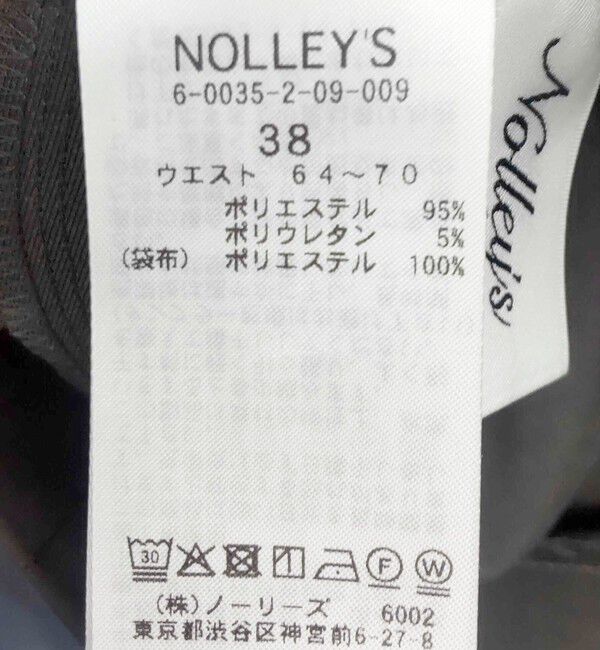 NOLLEY'S
6-0035-2-09-009
38
ウエスト 64～70
ポリエステル 95%
ポリウレタン 5%
(袋布) ポリエステル 100%
30
F
W
(株)ノーリーズ 6002
東京都渋谷区神宮前6-27-8
Nolley's